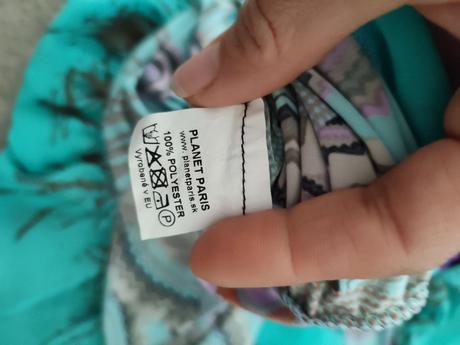 PLANET PARIS
www.planetparis.sk
100% POLYESTER
P
Vyrobené v EU